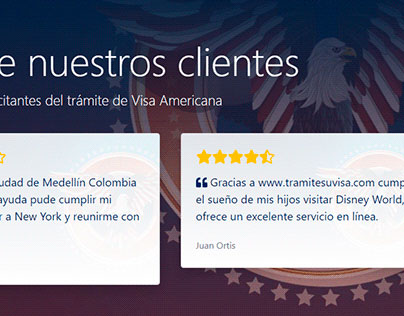 e nuestros clientes
citantes del trámite de Visa Americana
udad de Medellín Colombia
ayuda pude cumplir mi
r a New York y reunirme con
❝ Gracias a www.tramitesuvisa.com cump
el sueño de mis hijos visitar Disney World,
ofrece un excelente servicio en línea.
Juan Ortis